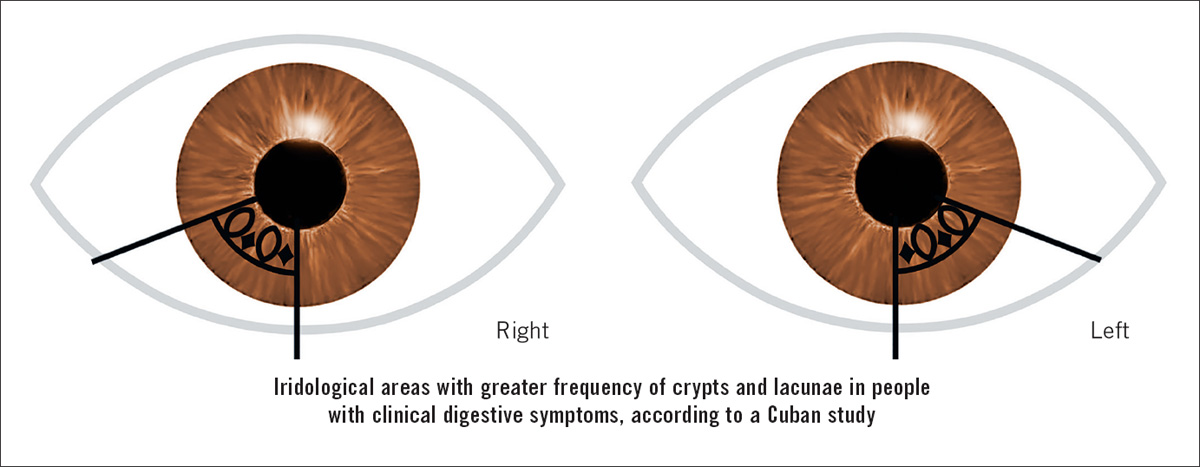 Right
Left
Iridological areas with greater frequency of crypts and lacunae in people
with clinical digestive symptoms, according to a Cuban study